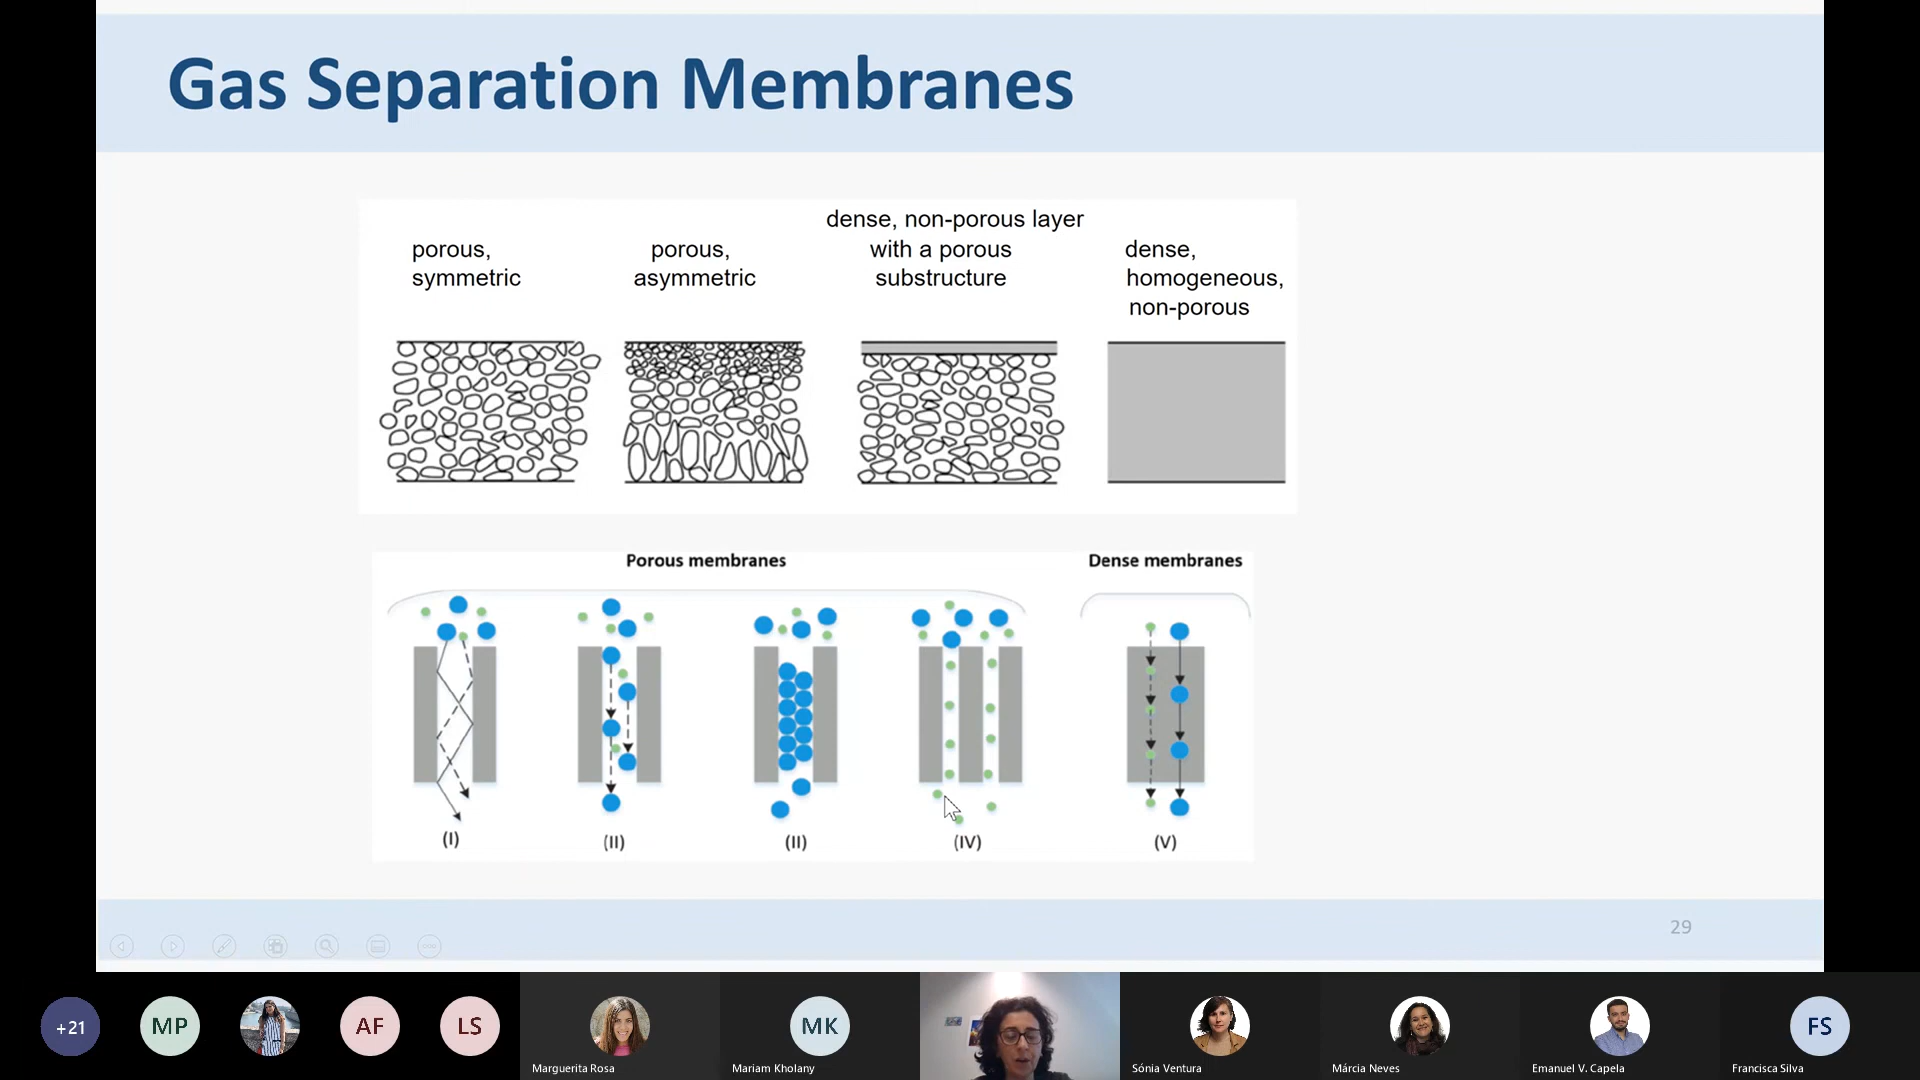 Gas Separation Membranes
porous,
symmetric
porous,
asymmetric
dense, non-porous layer
with a porous
substructure
dense,
homogeneous,
non-porous
Porous membranes
Dense membranes
(I)
(II)
(II)
(IV)
(V)
29
+21
MP
AF
LS
Marguerita Rosa
MK
Mariam Kholany
Sónia Ventura
Márcia Neves
Emanuel V. Capela
FS
Francisca Silva